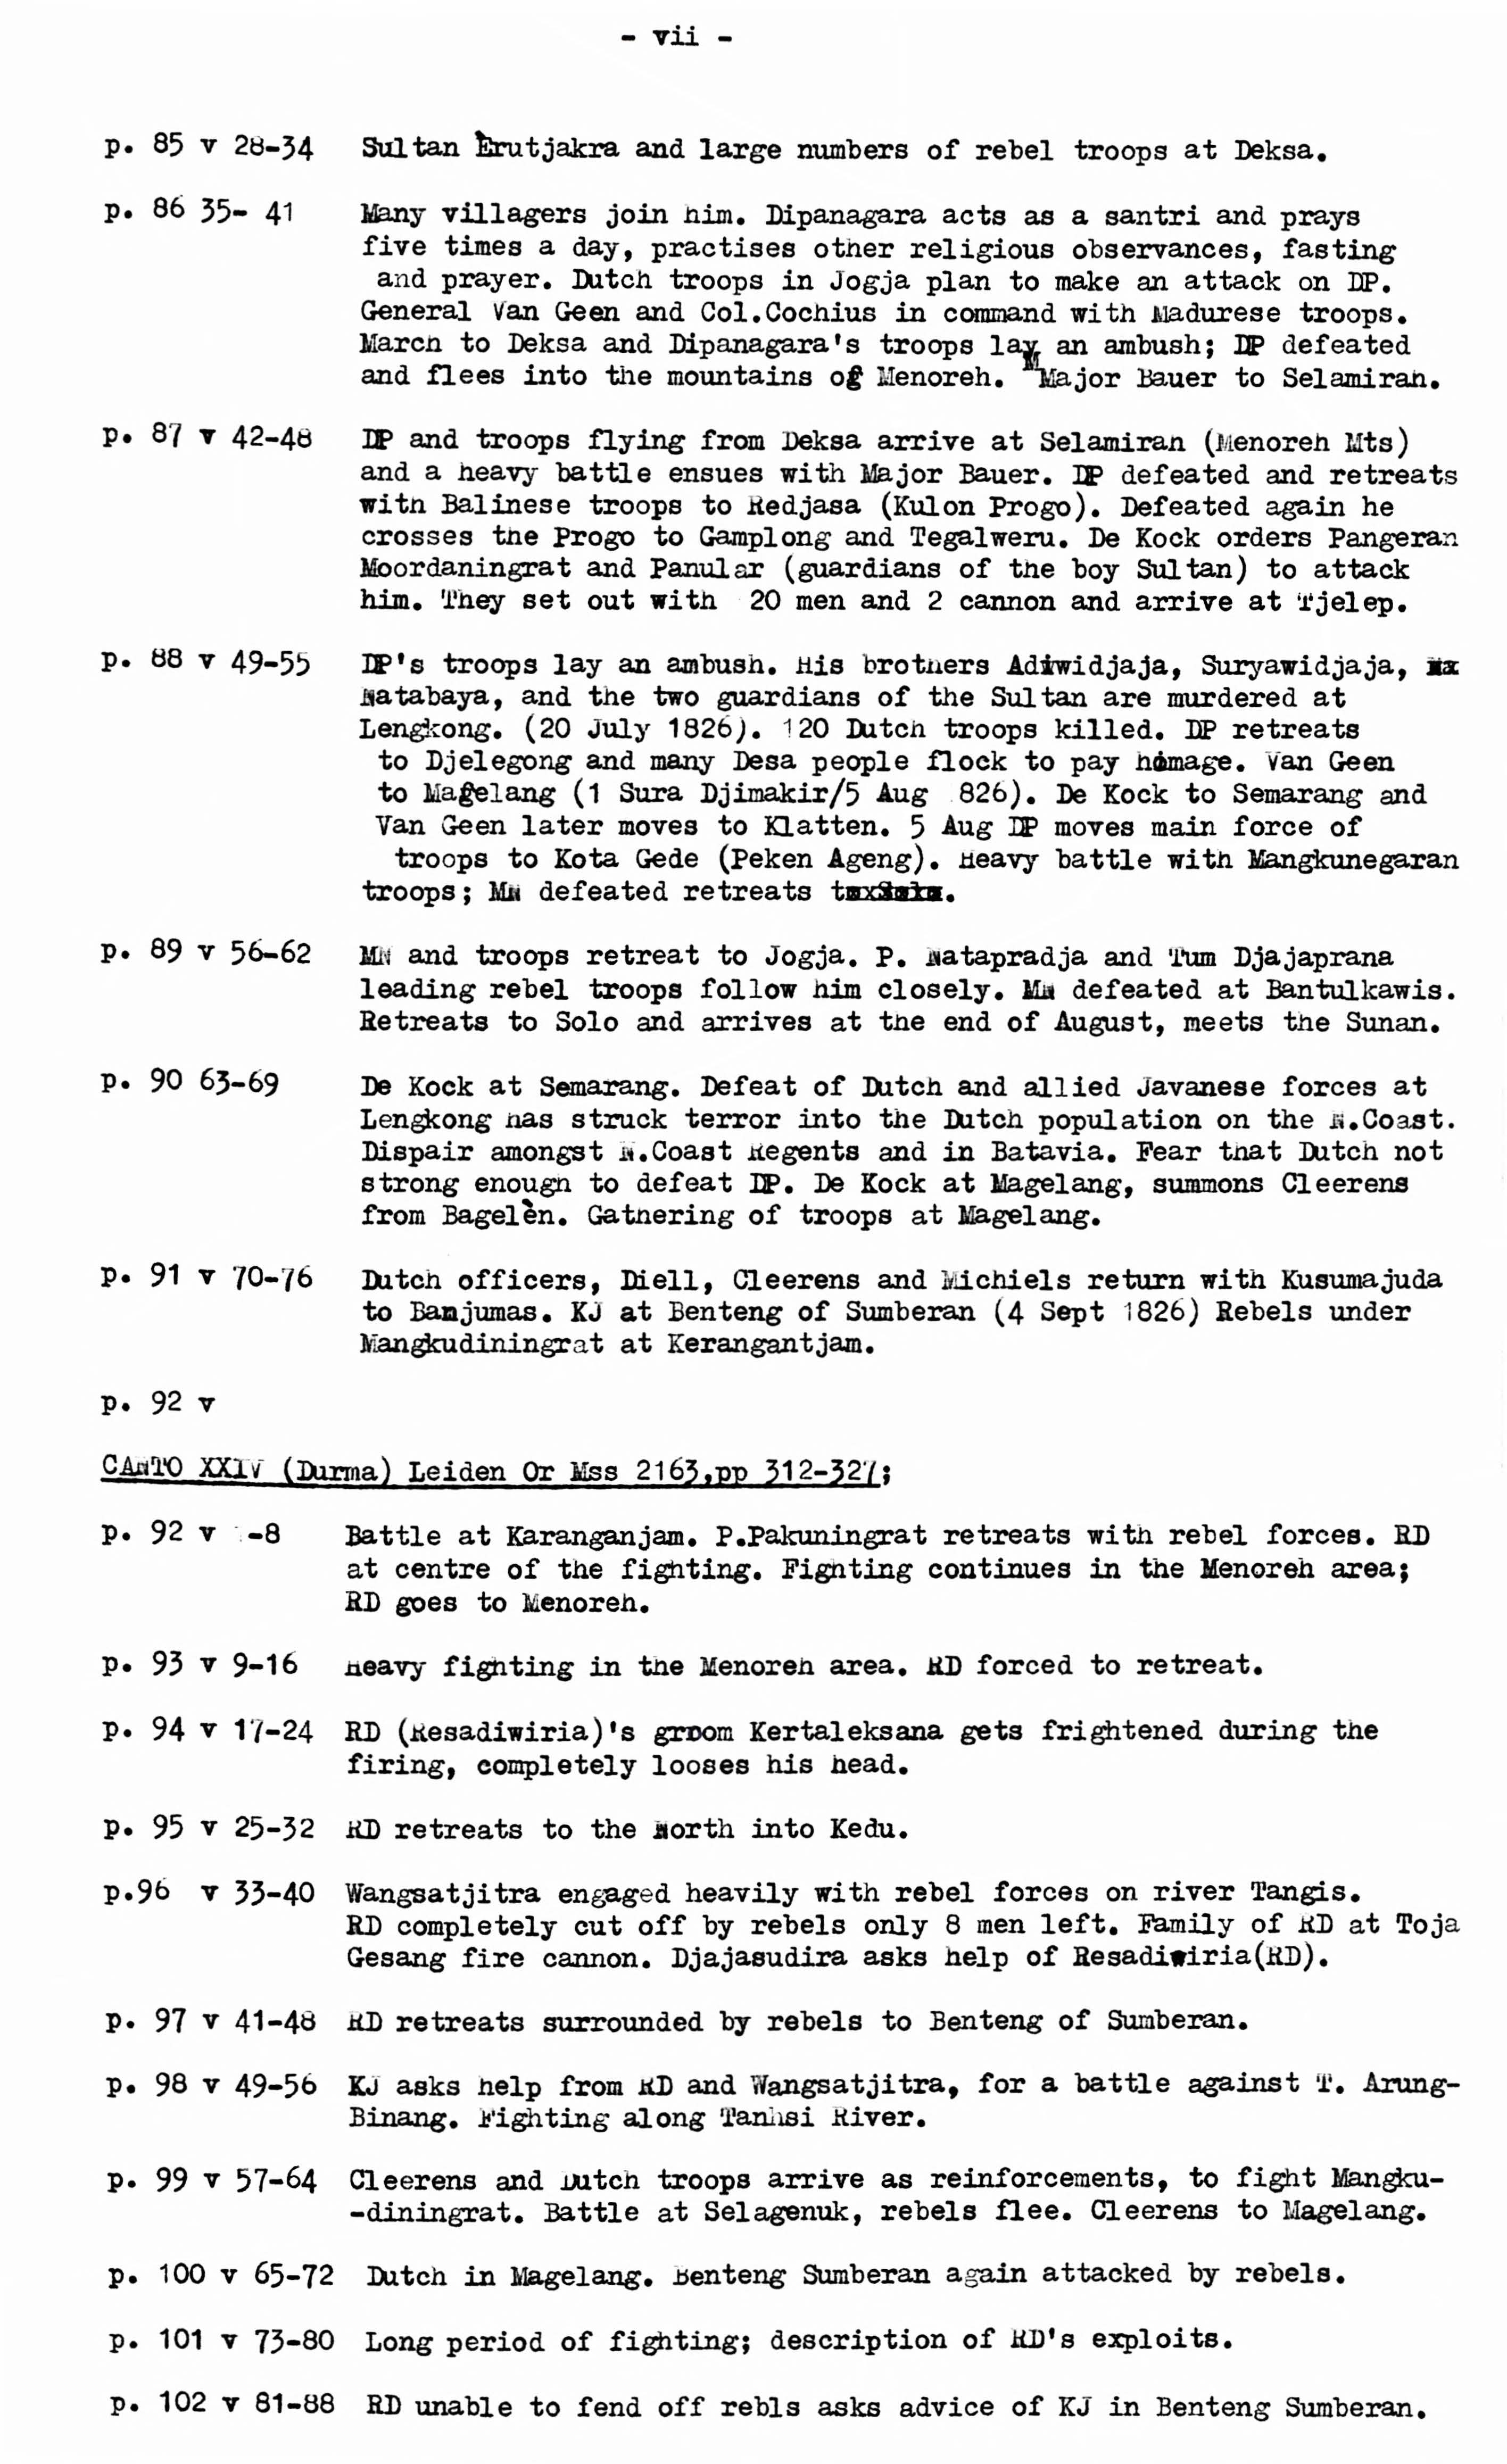 - vii -
p. 85 v 28-34 Sultan Erutjakra and large numbers of rebel troops at Deksa.
p. 86 35- 41 Many villagers join him. Dipanagara acts as a santri and prays
five times a day, practises other religious observances, fasting
and prayer. Dutch troops in Jogja plan to make an attack on DP.
General Van Geen and Col.Cochius in command with Madurese troops.
March to Deksa and Dipanagara's troops lay an ambush; DP defeated
and flees into the mountains of Menoreh. Major Bauer to Selamiran.
p. 87 v 42-48 DP and troops flying from Deksa arrive at Selamiran (Menoreh Mts)
and a heavy battle ensues with Major Bauer. DP defeated and retreats
with Balinese troops to Redjasa (Kulon Progo). Defeated again he
crosses the Progo to Gamplong and Tegalweru. De Kock orders Pangeran
Moordaningrat and Panular (guardians of the boy Sultan) to attack
him. They set out with 20 men and 2 cannon and arrive at Tjelep.
p. 88 v 49-55 DP's troops lay an ambush. His brothers Adiwidjaja, Suryawidjaja,
Natabaya, and the two guardians of the Sultan are murdered at
Lengkong. (20 July 1826). 120 Dutch troops killed. DP retreats
to Djelegong and many Desa people flock to pay homage. Van Geen
to Magelang (1 Sura Djimakir/5 Aug 826). De Kock to Semarang and
Van Geen later moves to Klatten. 5 Aug DP moves main force of
troops to Kota Gede (Peken Ageng). Heavy battle with Mangkunegaran
troops; MN defeated retreats
p. 89 v 56-62 MN and troops retreat to Jogja. P. Natapradja and Tum Djajaprana
leading rebel troops follow him closely. MN defeated at Bantulkawis.
Retreats to Solo and arrives at the end of August, meets the Sunan.
p. 90 63-69 De Kock at Semarang. Defeat of Dutch and allied Javanese forces at
Lengkong has struck terror into the Dutch population on the N.Coast.
Dispair amongst N.Coast Regents and in Batavia. Fear that Dutch not
strong enough to defeat DP. De Kock at Magelang, summons Cleerens
from Bagelèn. Gathering of troops at Magelang.
p. 91 v 70-76 Dutch officers, Diell, Cleerens and Michiels return with Kusumajuda
to Banjumas. KJ at Benteng of Sumberan (4 Sept 1826) Rebels under
Mangkudiningrat at Kerangantjam.
p. 92 v
CANTO XXIV (Durma) Leiden Or Mss 2163,pp 312-327;
p. 92 v -8 Battle at Karanganjam. P.Pakuningrat retreats with rebel forces. RD
at centre of the fighting. Fighting continues in the Menoreh area;
RD goes to Menoreh.
p. 93 v 9-16 Heavy fighting in the Menoreh area. RD forced to retreat.
p. 94 v 17-24 RD (Resadiwiria)'s groom Kertaleksana gets frightened during the
firing, completely looses his head.
p. 95 v 25-32 RD retreats to the North into Kedu.
p.96 v 33-40 Wangsatjitra engaged heavily with rebel forces on river Tangis.
RD completely cut off by rebels only 8 men left. Family of RD at Toja
Gesang fire cannon. Djajasudira asks help of Resadiwiria(RD).
p. 97 v 41-48 RD retreats surrounded by rebels to Benteng of Sumberan.
p. 98 v 49-56 KJ asks help from RD and Wangsatjitra, for a battle against T. Arung-
Binang. Fighting along Tanhsi River.
p. 99 v 57-64 Cleerens and Dutch troops arrive as reinforcements, to fight Mangku-
-diningrat. Battle at Selagenuk, rebels flee. Cleerens to Magelang.
p. 100 v 65-72 Dutch in Magelang. Benteng Sumberan again attacked by rebels.
p. 101 v 73-80 Long period of fighting; description of RD's exploits.
p. 102 v 81-88 RD unable to fend off rebls asks advice of KJ in Benteng Sumberan.